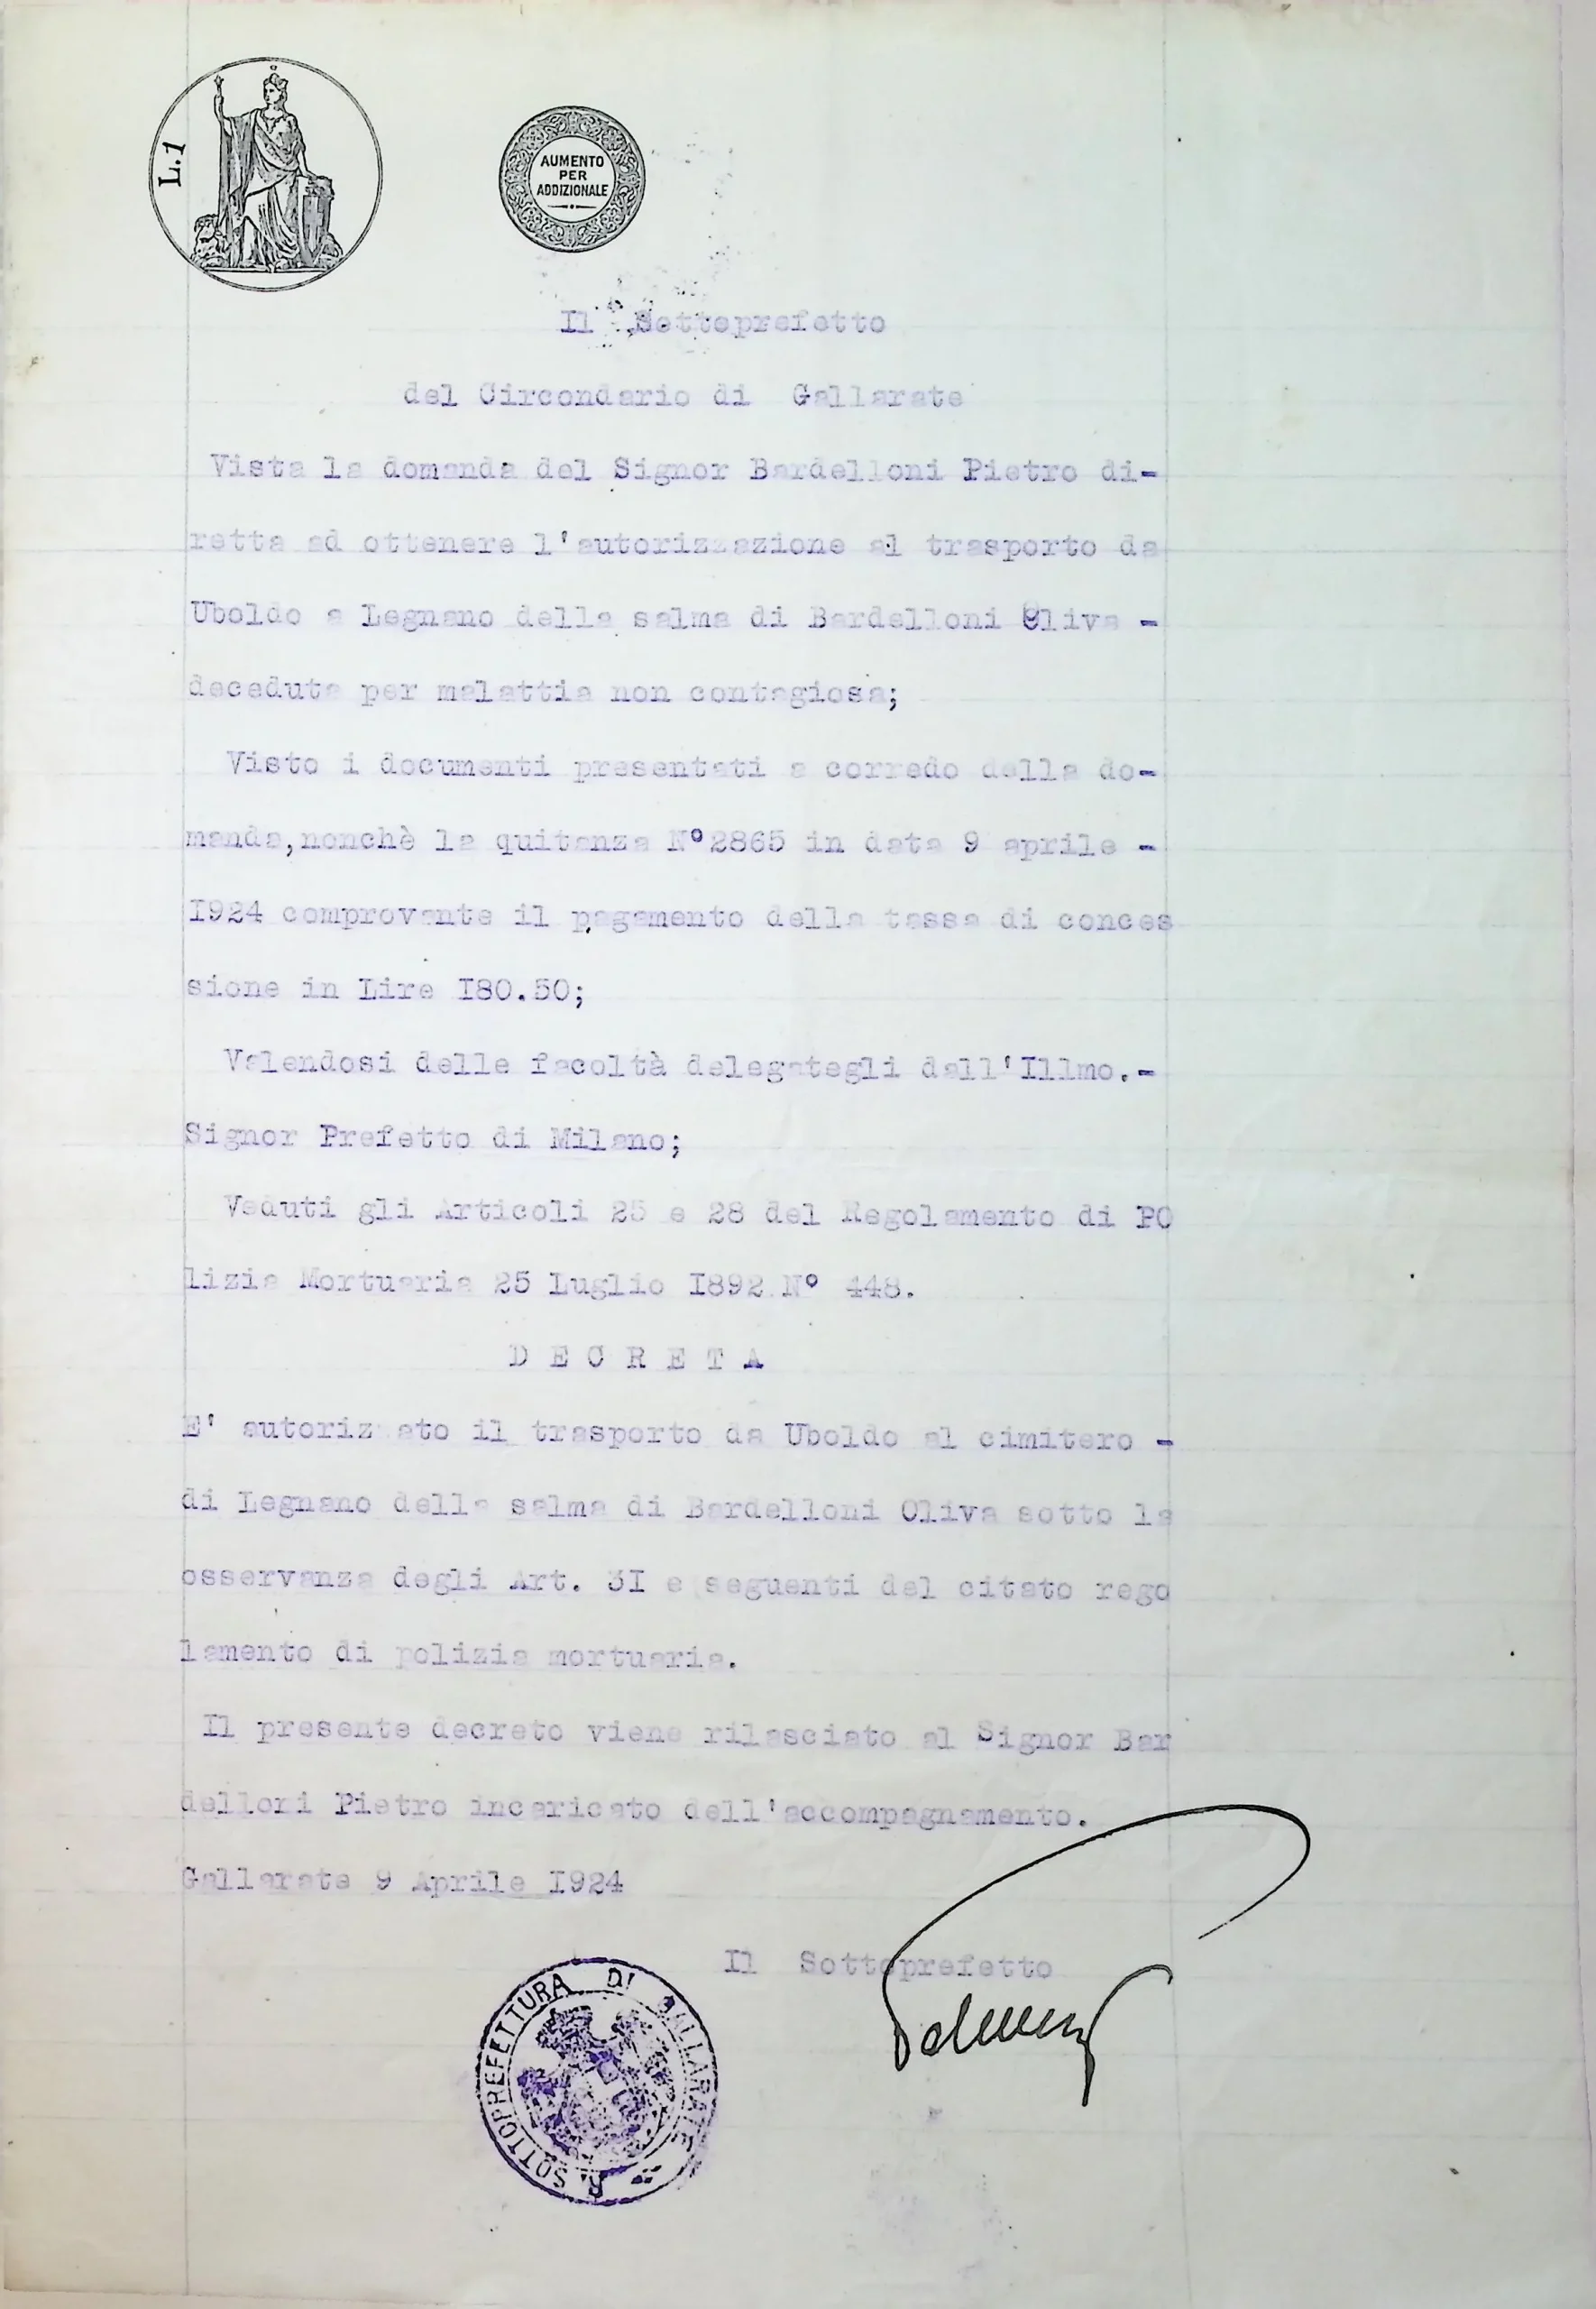 L.1
AUMENTO
PER
ADDIZIONALE
Il Sottoprefetto
del Circondario di Gallarate
Vista la domanda del Signor Bardelloni Pietro di-
retta ad ottenere l'autorizzazione al trasporto da
Uboldo a Legnano della salma di Bardelloni Oliva -
deceduta per malattia non contagiosa;
Visto i documenti presentati a corredo della do-
manda,nonchè la quitanza N°2865 in data 9 aprile -
I924 comprovante il pagamento della tassa di conces
sione in Lire I80.50;
Valendosi delle facoltà delegategli dall'Illmo.-
Signor Prefetto di Milano;
Veduti gli Articoli 25 e 28 del Regolamento di PO
lizia Mortuaria 25 Luglio I892 N° 448.
D E C R E T A
E' autorizzato il trasporto da Uboldo al cimitero -
di Legnano della salma di Bardelloni Oliva sotto la
osservanza degli Art. 3I e seguenti del citato rego
lamento di polizia mortuaria.
Il presente decreto viene rilasciato al Signor Bar
delloni Pietro incaricato dell'accompagnamento.
Gallarate 9 Aprile I924
Il Sottoprefetto
R. SOTTOPREFETTURA DI GALLARATE